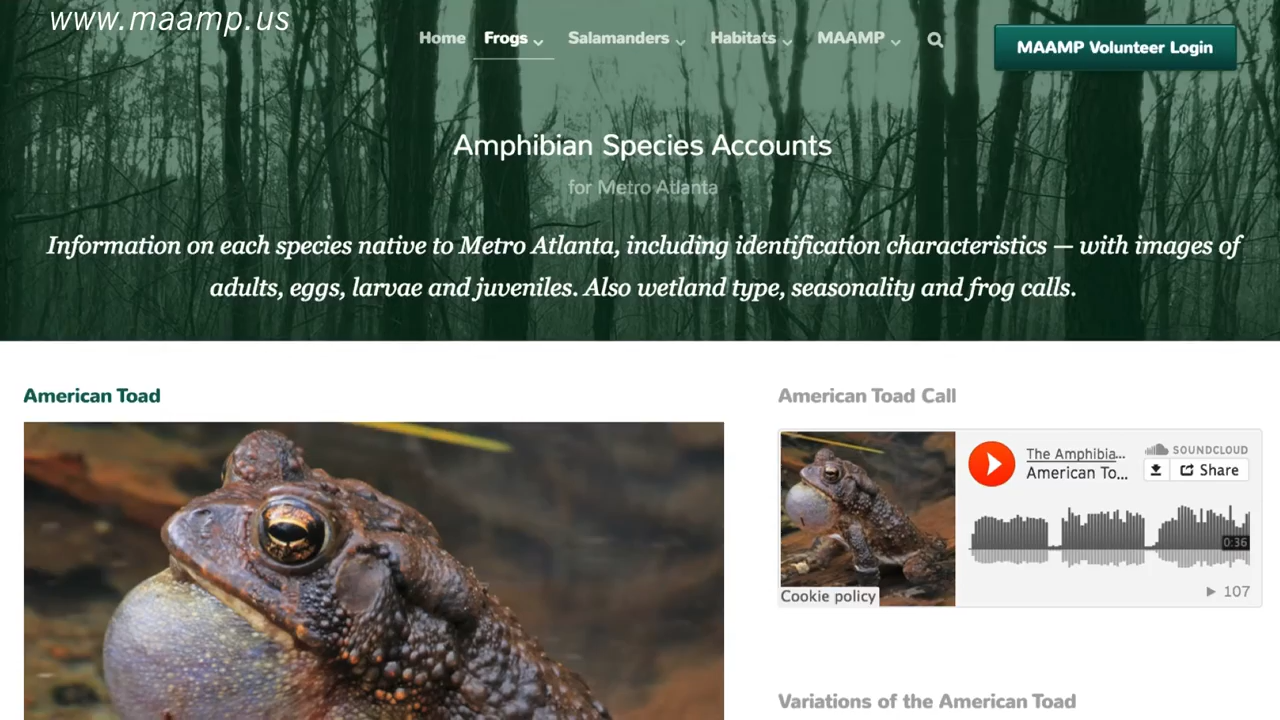 www.maamp.us
Home Frogs Salamanders Habitats MAAMP
MAAMP Volunteer Login
Amphibian Species Accounts
for Metro Atlanta
Information on each species native to Metro Atlanta, including identification characteristics — with images of
adults, eggs, larvae and juveniles. Also wetland type, seasonality and frog calls.
American Toad
American Toad Call
The Amphibia...
SOUNDCLOUD
American To...
Share
0:36
Cookie policy
107
Variations of the American Toad